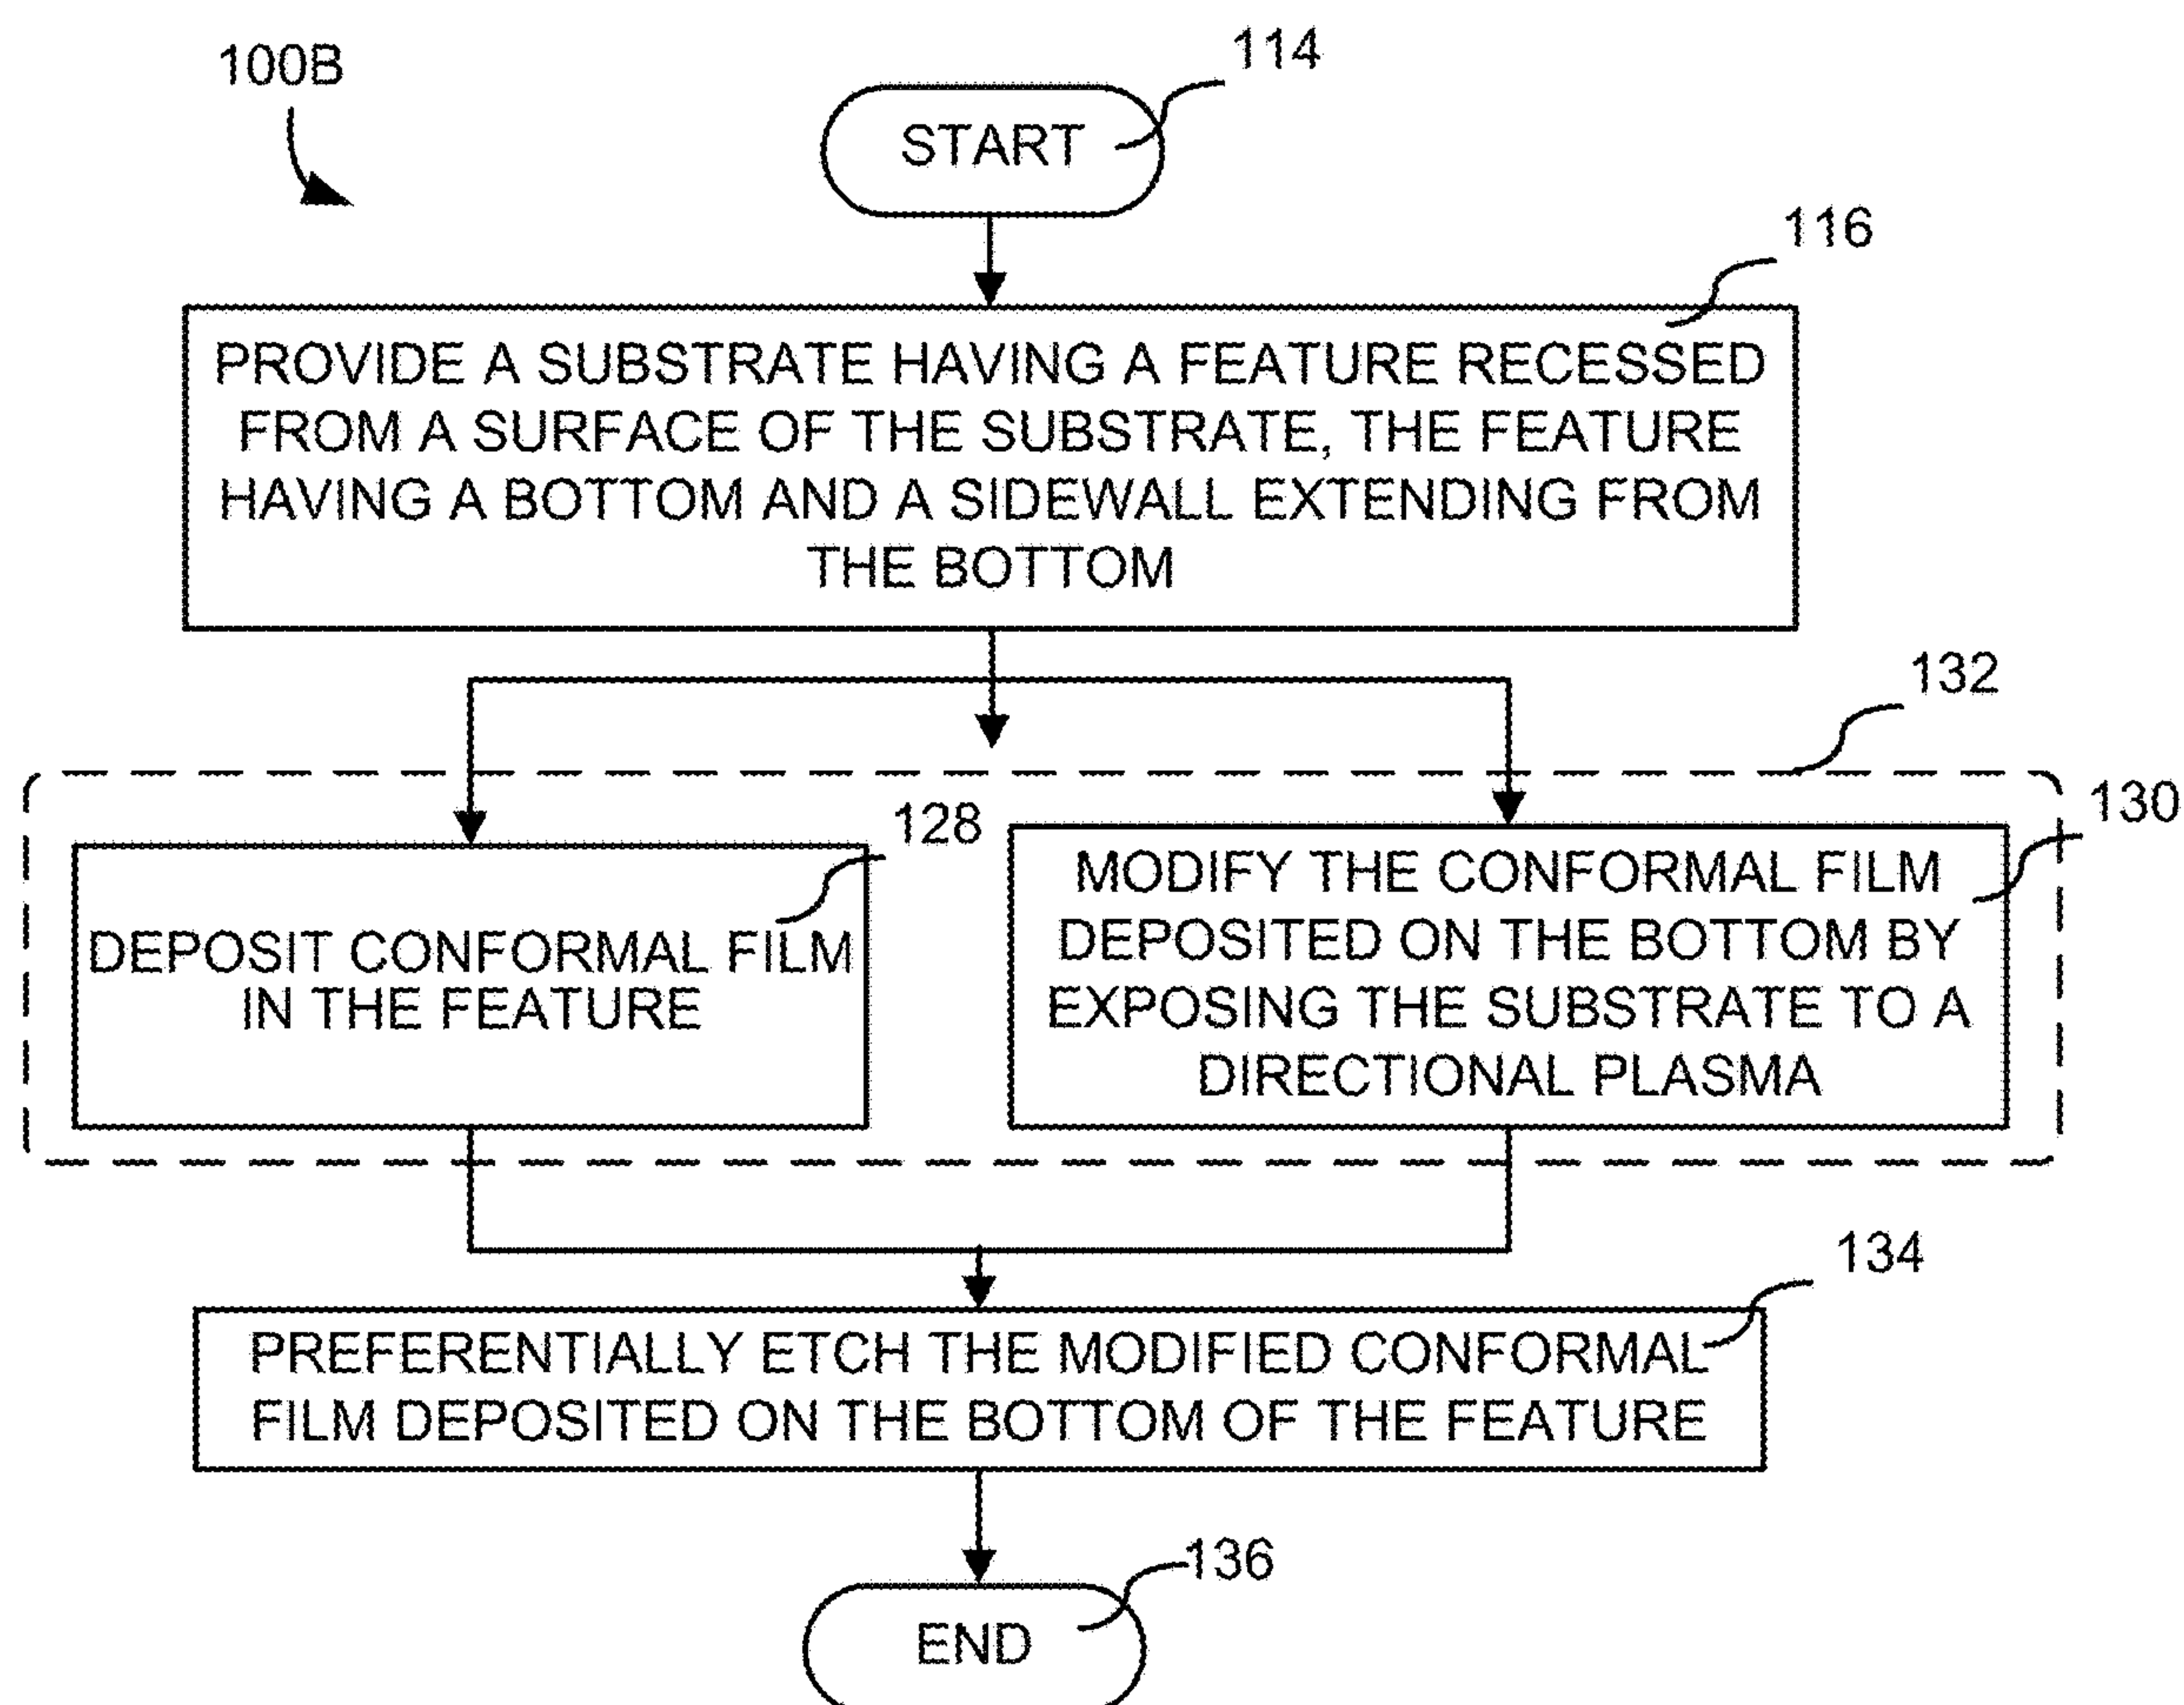 100B
114
START
116
PROVIDE A SUBSTRATE HAVING A FEATURE RECESSED
FROM A SURFACE OF THE SUBSTRATE, THE FEATURE
HAVING A BOTTOM AND A SIDEWALL EXTENDING FROM
THE BOTTOM
132
128
DEPOSIT CONFORMAL FILM
IN THE FEATURE
130
MODIFY THE CONFORMAL FILM
DEPOSITED ON THE BOTTOM BY
EXPOSING THE SUBSTRATE TO A
DIRECTIONAL PLASMA
134
PREFERENTIALLY ETCH THE MODIFIED CONFORMAL
FILM DEPOSITED ON THE BOTTOM OF THE FEATURE
136
END